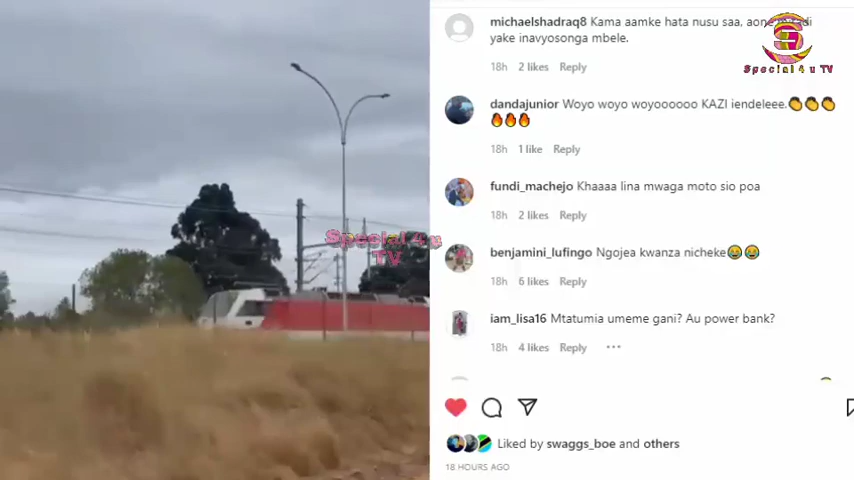 michaelshadraq8 Kama aamke hata nusu saa, aone
yake inavyosonga mbele.
18h 2 likes Reply
S
Special 4 u TV
dandajunior Woyo woyo woyoooooo KAZI iendeleee.👏👏👏
🔥🔥🔥
18h 1 like Reply
fundi_machejo Khaaaa lina mwaga moto sio poa
18h 2 likes Reply
Special 4 u
TV
benjamini_lufingo Ngojea kwanza nicheke😂😂
18h 6 likes Reply
iam_lisa16 Mtatumia umeme gani? Au power bank?
18h 4 likes Reply ...
Liked by swaggs_boe and others
18 HOURS AGO